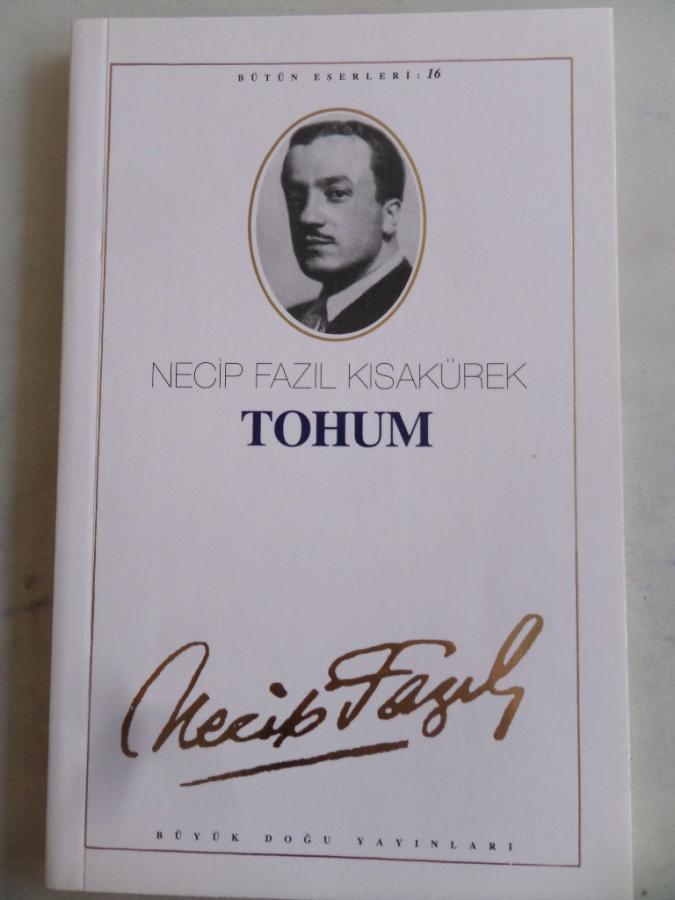 BÜTÜN ESERLERİ: 16
NECİP FAZIL KISAKÜREK
TOHUM
Necip Fazıl
BÜYÜK DOĞU YAYINLARI